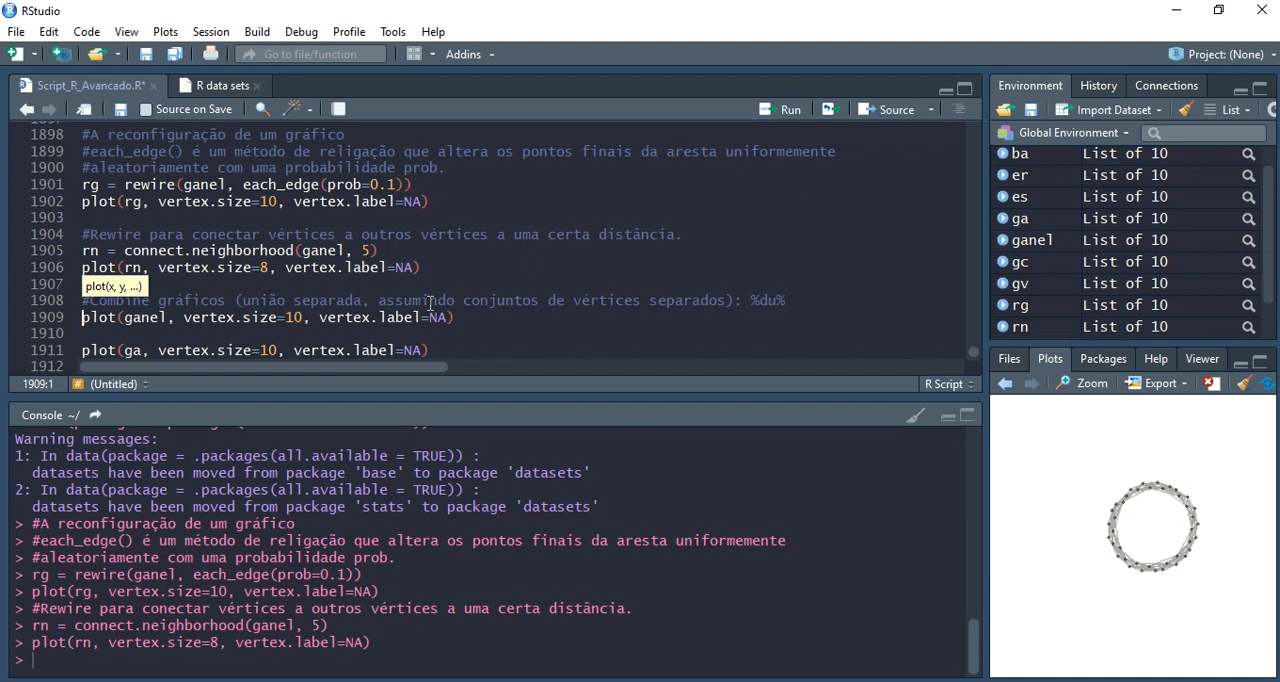 RStudio
File Edit Code View Plots Session Build Debug Profile Tools Help
Go to file/function Addins Project: (None)
Script_R_Avancado.R* R data sets
Source on Save Run Source
1898 #A reconfiguração de um gráfico
1899 #each_edge() é um método de religação que altera os pontos finais da aresta uniformemente
1900 #aleatoriamente com uma probabilidade prob.
1901 rg = rewire(ganel, each_edge(prob=0.1))
1902 plot(rg, vertex.size=10, vertex.label=NA)
1903
1904 #Rewire para conectar vértices a outros vértices a uma certa distância.
1905 rn = connect.neighborhood(ganel, 5)
1906 plot(rn, vertex.size=8, vertex.label=NA)
1907 plot(x, y, ...)
1908 #Combine gráficos (união separada, assumindo conjuntos de vértices separados): %du%
1909 plot(ganel, vertex.size=10, vertex.label=NA)
1910
1911 plot(ga, vertex.size=10, vertex.label=NA)
1912
1909:1 # (Untitled) R Script
Console ~/
Warning messages:
1: In data(package = .packages(all.available = TRUE)) :
datasets have been moved from package 'base' to package 'datasets'
2: In data(package = .packages(all.available = TRUE)) :
datasets have been moved from package 'stats' to package 'datasets'
> #A reconfiguração de um gráfico
> #each_edge() é um método de religação que altera os pontos finais da aresta uniformemente
> #aleatoriamente com uma probabilidade prob.
> rg = rewire(ganel, each_edge(prob=0.1))
> plot(rg, vertex.size=10, vertex.label=NA)
> #Rewire para conectar vértices a outros vértices a uma certa distância.
> rn = connect.neighborhood(ganel, 5)
> plot(rn, vertex.size=8, vertex.label=NA)
>
Environment History Connections
Import Dataset List
Global Environment
ba List of 10
er List of 10
es List of 10
ga List of 10
ganel List of 10
gc List of 10
gv List of 10
rg List of 10
rn List of 10
Files Plots Packages Help Viewer
Zoom Export